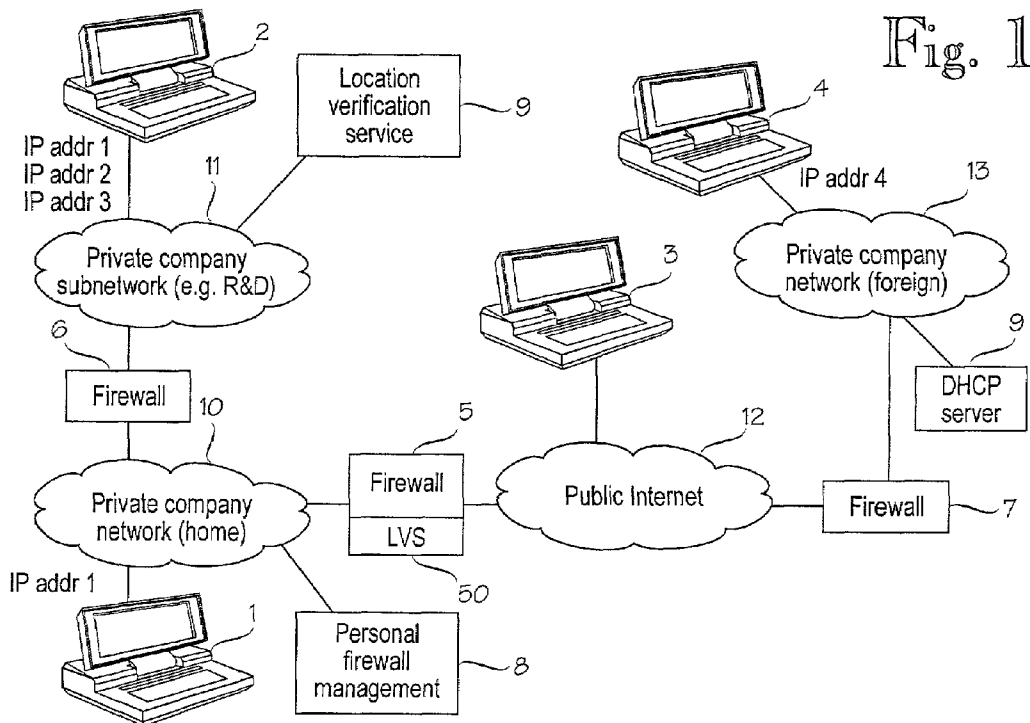 Fig. 1
2
Location
verification
service
9
4
IP addr 1
IP addr 2
IP addr 3
11
IP addr 4
13
Private company
subnetwork (e.g. R&D)
3
Private company
network (foreign)
6
Firewall
9
DHCP
server
10
5
12
Private company
network (home)
Firewall
LVS
50
Public Internet
Firewall
7
IP addr 1
1
Personal
firewall
management
8